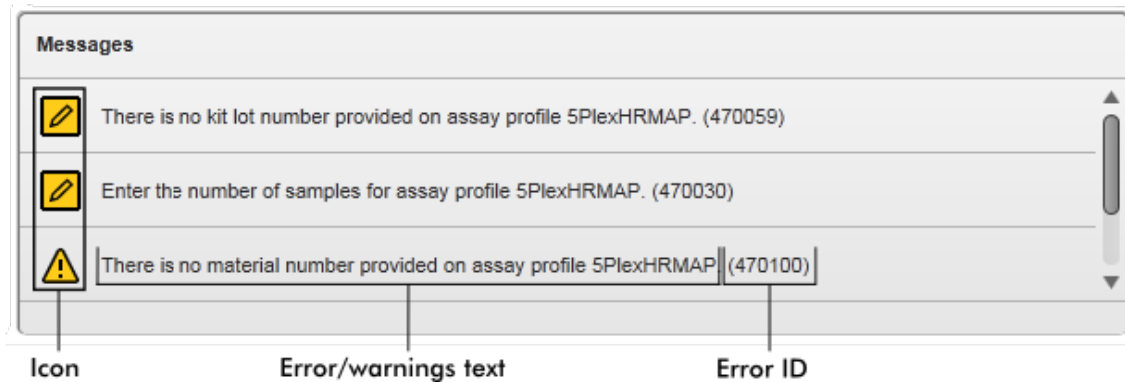 Messages
There is no kit lot number provided on assay profile 5PlexHRMAP. (470059)
Enter the number of samples for assay profile 5PlexHRMAP. (470030)
There is no material number provided on assay profile 5PlexHRMAP. (470100)
Icon Error/warnings text Error ID